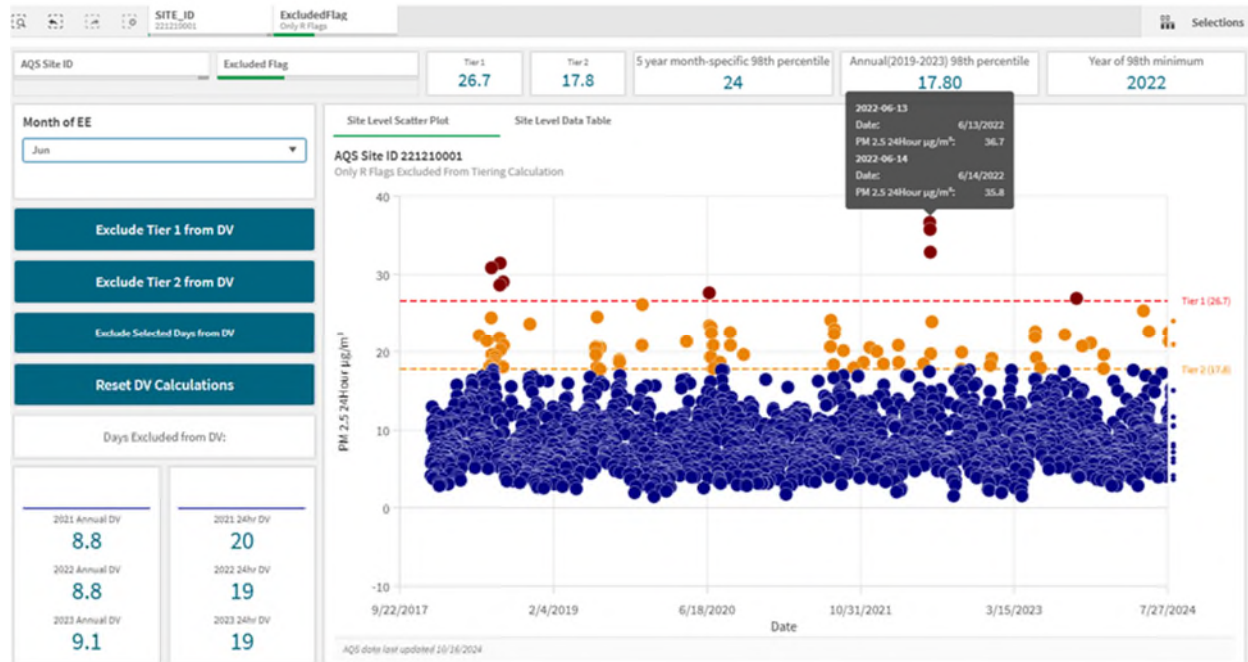 SITE_ID
221210001
ExcludedFlag
Only R Flags
Selections
AQS Site ID
Excluded Flag
Tier 1
26.7
Tier 2
17.8
5 year month-specific 98th percentile
24
Annual(2019-2023) 98th percentile
17.80
Year of 98th minimum
2022
Month of EE
Jun
Exclude Tier 1 from DV
Exclude Tier 2 from DV
Exclude Selected Days from DV
Reset DV Calculations
Days Excluded from DV:
2021 Annual DV
8.8
2022 Annual DV
8.8
2023 Annual DV
9.1
2021 24hr DV
20
2022 24hr DV
19
2023 24hr DV
19
Site Level Scatter Plot
Site Level Data Table
AQS Site ID 221210001
Only R Flags Excluded From Tiering Calculation
2022-06-13
Date: 6/13/2022
PM 2.5 24Hour µg/m³: 36.7
2022-06-14
Date: 6/14/2022
PM 2.5 24Hour µg/m³: 35.8
PM 2.5 24Hour µg/m³
40
30
20
10
0
-10
Tier 1 (26.7)
Tier 2 (17.8)
9/22/2017
2/4/2019
6/18/2020
10/31/2021
3/15/2023
7/27/2024
Date
AQS data last updated 10/16/2024